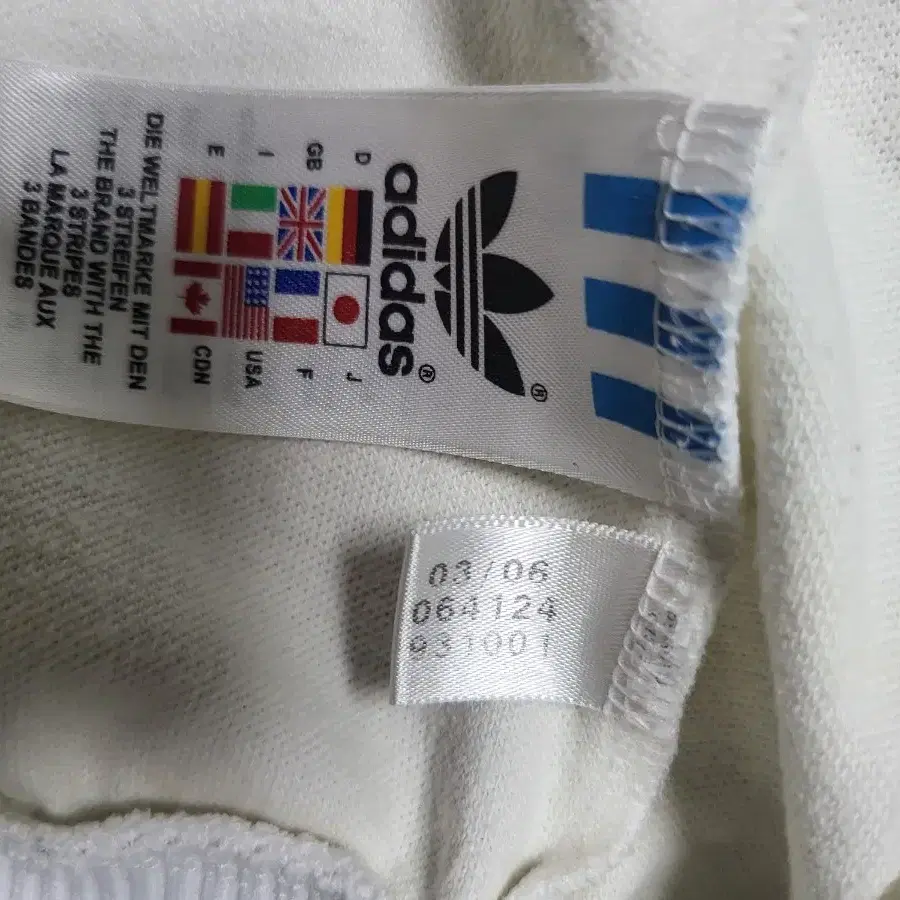 adidas®
®
D
J
GB
F
I
USA
E
CDN
DIE WELTMARKE MIT DEN
3 STREIFEN
THE BRAND WITH THE
3 STRIPES
LA MARQUE AUX
3 BANDES
03/06
064124
931001